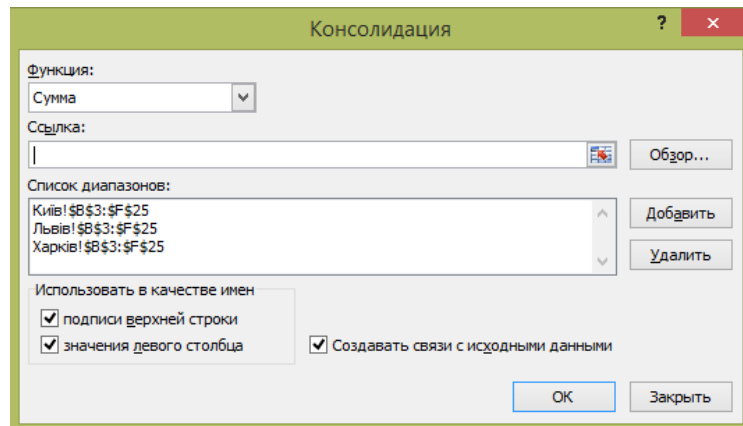 Консолидация ?
Функция:
Сумма
Ссылка:
Обзор...
Список диапазонов:
Київ!$B$3:$F$25
Львів!$B$3:$F$25
Харків!$B$3:$F$25
Добавить
Удалить
Использовать в качестве имен
подписи верхней строки
значения левого столбца
Создавать связи с исходными данными
ОК
Закрыть